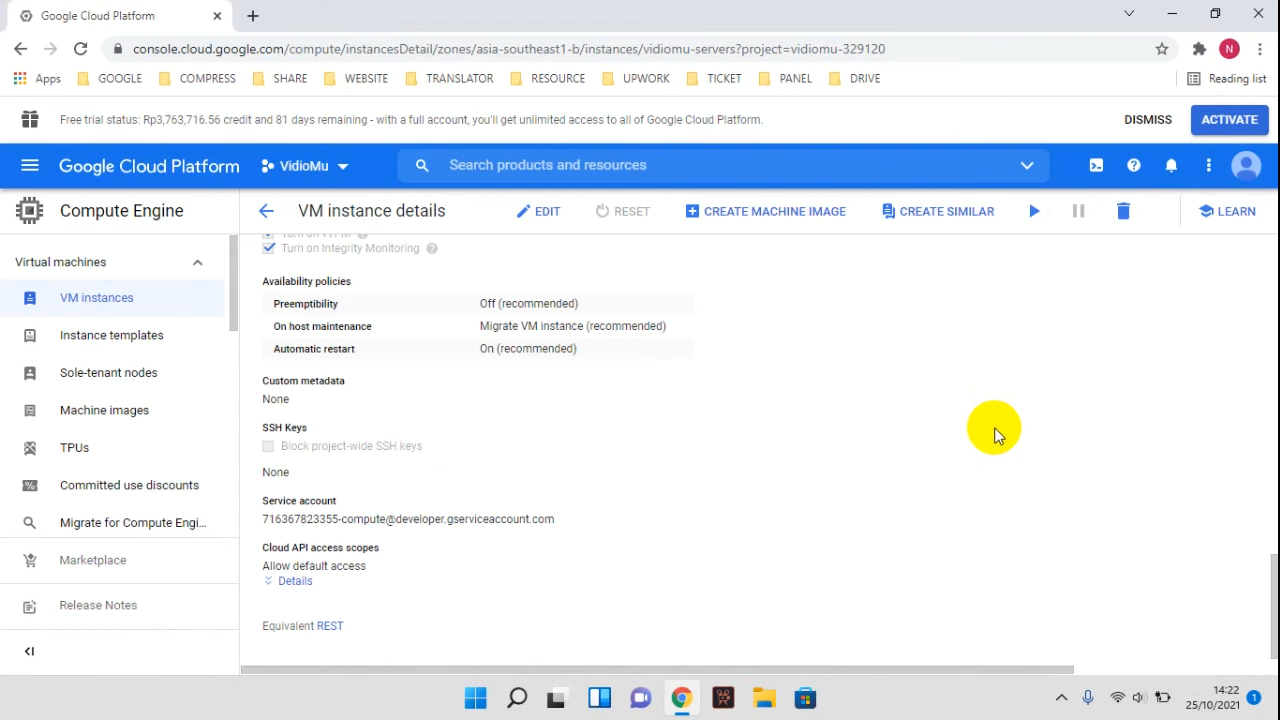 Google Cloud Platform
console.cloud.google.com/compute/instancesDetail/zones/asia-southeast1-b/instances/vidiomu-servers?project=vidiomu-329120
N
Apps GOOGLE COMPRESS SHARE WEBSITE TRANSLATOR RESOURCE UPWORK TICKET PANEL DRIVE Reading list
Free trial status: Rp3,763,716.56 credit and 81 days remaining - with a full account, you'll get unlimited access to all of Google Cloud Platform.
DISMISS
ACTIVATE
Google Cloud Platform
VidioMu
Search products and resources
Compute Engine
VM instance details
EDIT
RESET
CREATE MACHINE IMAGE
CREATE SIMILAR
LEARN
Virtual machines
VM instances
Instance templates
Sole-tenant nodes
Machine images
TPUs
Committed use discounts
Migrate for Compute Engi...
Marketplace
Release Notes
Turn on vTPM
Turn on Integrity Monitoring
Availability policies
Preemptibility Off (recommended)
On host maintenance Migrate VM instance (recommended)
Automatic restart On (recommended)
Custom metadata
None
SSH Keys
Block project-wide SSH keys
None
Service account
716367823355-compute@developer.gserviceaccount.com
Cloud API access scopes
Allow default access
Details
Equivalent REST
14:22
25/10/2021
1